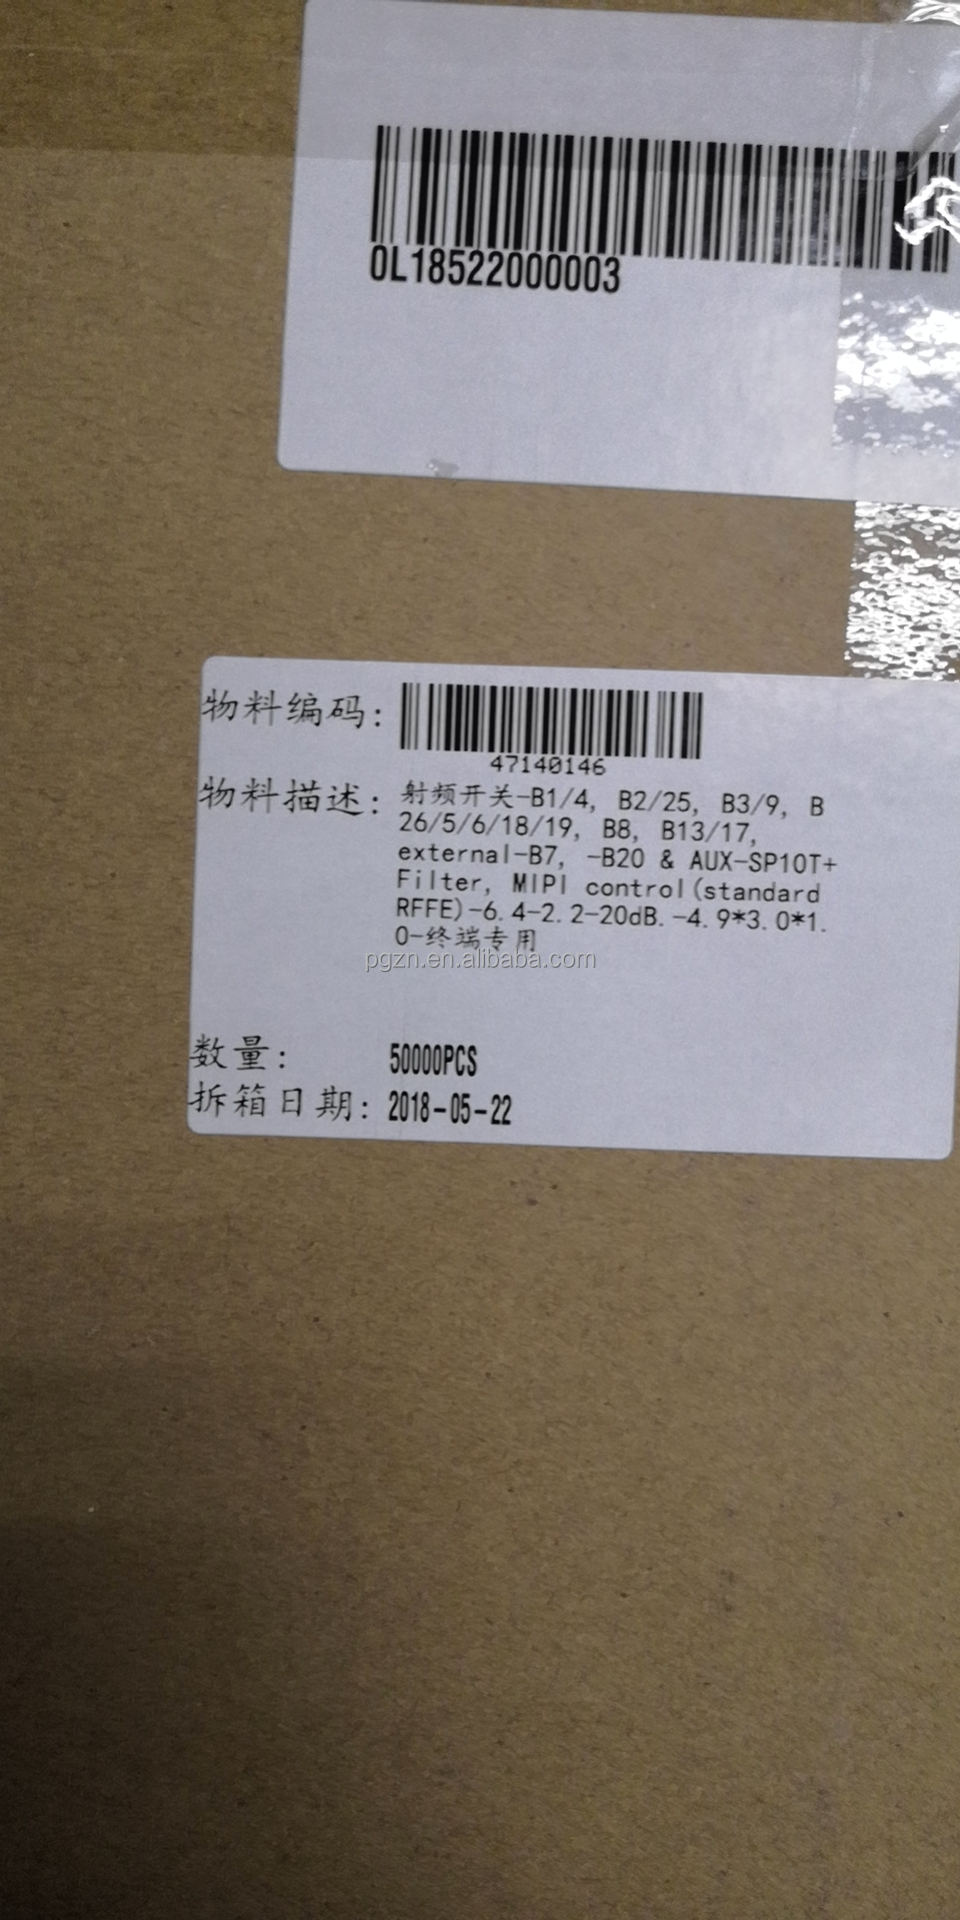 0L18522000003
物料编码:
47140146
物料描述: 射频开关-B1/4, B2/25, B3/9, B
26/5/6/18/19, B8, B13/17,
external-B7, -B20 & AUX-SP10T+
Filter, MIPI control(standard
RFFE)-6.4-2.2-20dB.-4.9*3.0*1.
0-终端专用
pgzn.en.alibaba.com
数量: 50000PCS
拆箱日期: 2018-05-22